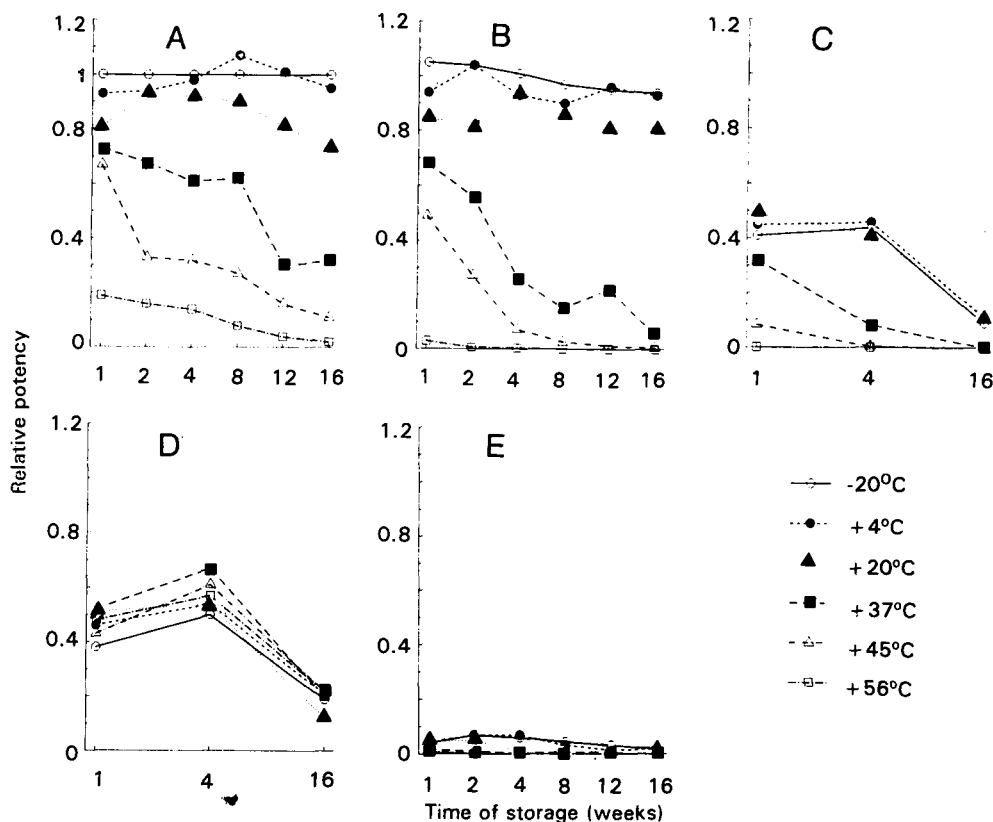 A
B
C
1.2
1
0.8
0.4
0
1 2 4 8 12 16
1.2
0.8
0.4
0
1 2 4 8 12 16
1.2
0.8
0.4
0
1 4 16
Relative potency
D
E
1.2
0.8
0.4
0
1 4 16
1.2
0.8
0.4
0
1 2 4 8 12 16
Time of storage (weeks)
-20°C
+4°C
+20°C
+37°C
+45°C
+56°C